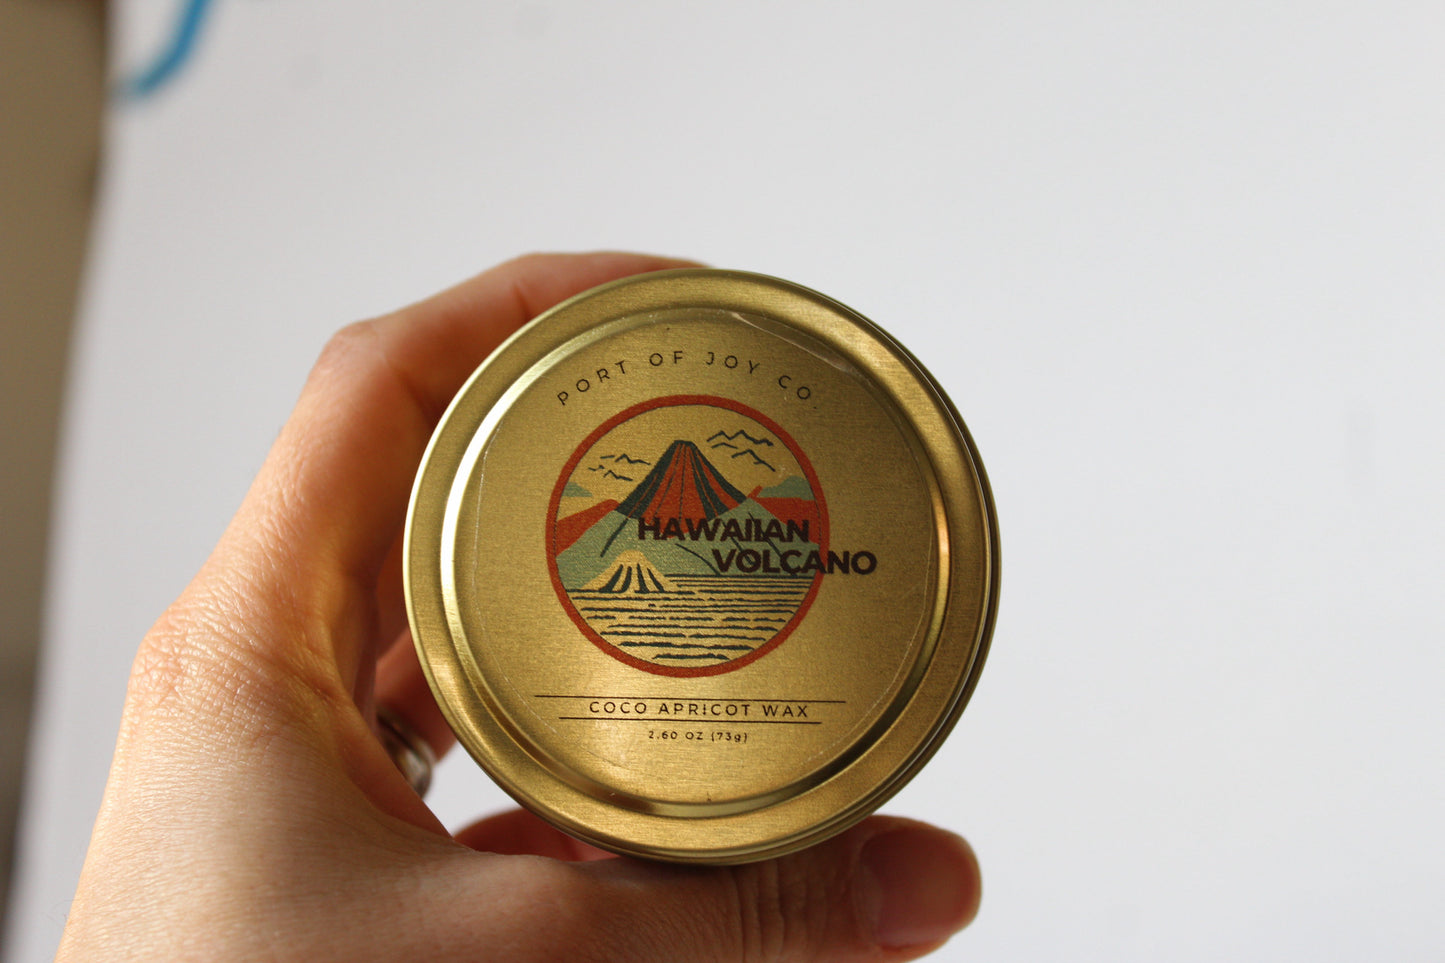 PORT OF JOY CO.
HAWAIIAN
VOLCANO
COCO APRICOT WAX
2.60 OZ (73g)